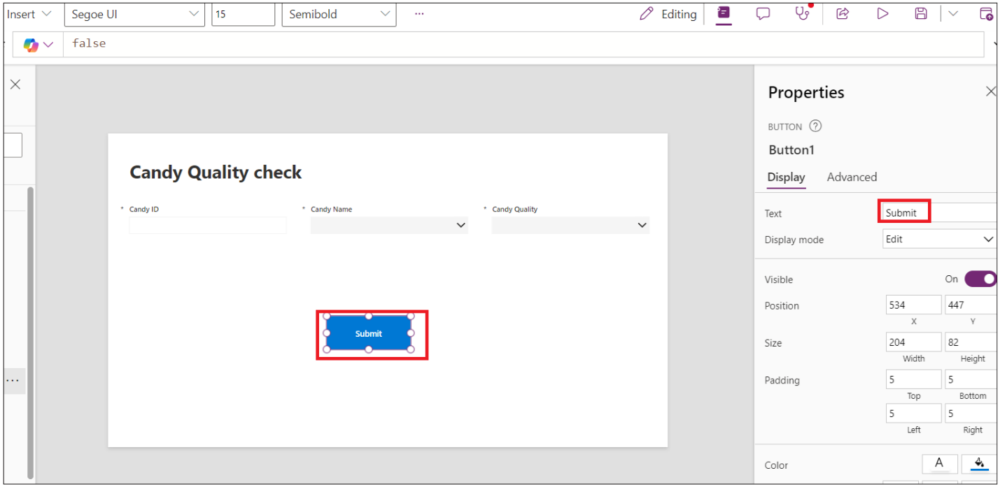 Insert Segoe UI 15 Semibold ... Editing
false
Properties
BUTTON ?
Button1
Display Advanced
Candy Quality check
* Candy ID * Candy Name * Candy Quality
Text Submit
Display mode Edit
Visible On
Position 534 447
X Y
Submit
Size 204 82
Width Height
Padding 5 5
Top Bottom
5 5
Left Right
Color A